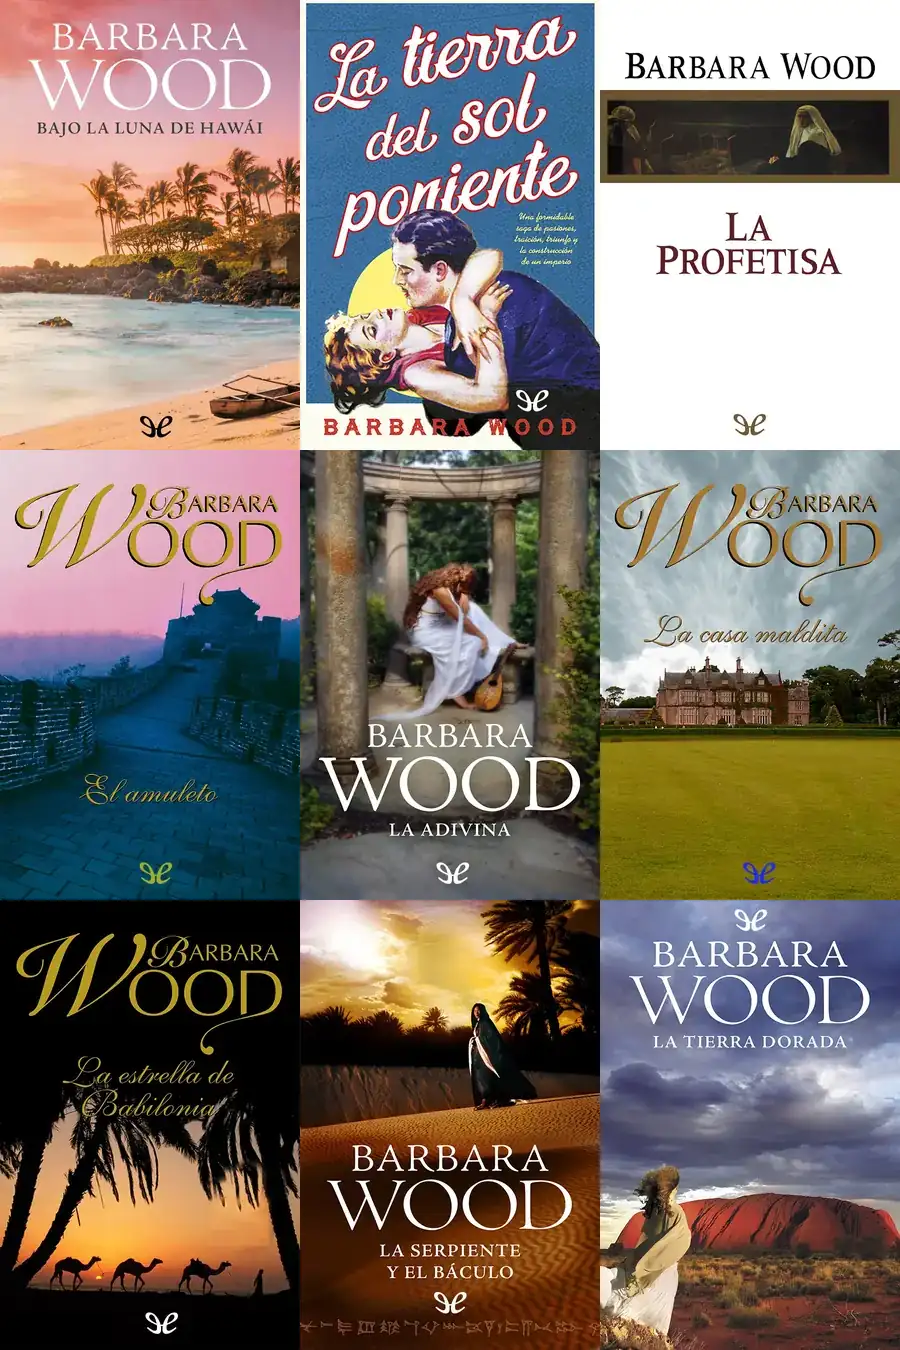 BARBARA
WOOD
BAJO LA LUNA DE HAWÁI
La tierra
del sol
poniente
Una formidable
saga de pasiones,
traición, triunfo y
la construcción
de un imperio
BARBARA WOOD
BARBARA WOOD
LA
PROFETISA
BARBARA
WOOD
El amuleto
BARBARA
WOOD
LA ADIVINA
BARBARA
WOOD
La casa maldita
BARBARA
WOOD
La estrella de
Babilonia
BARBARA
WOOD
LA SERPIENTE
Y EL BÁCULO
BARBARA
WOOD
LA TIERRA DORADA